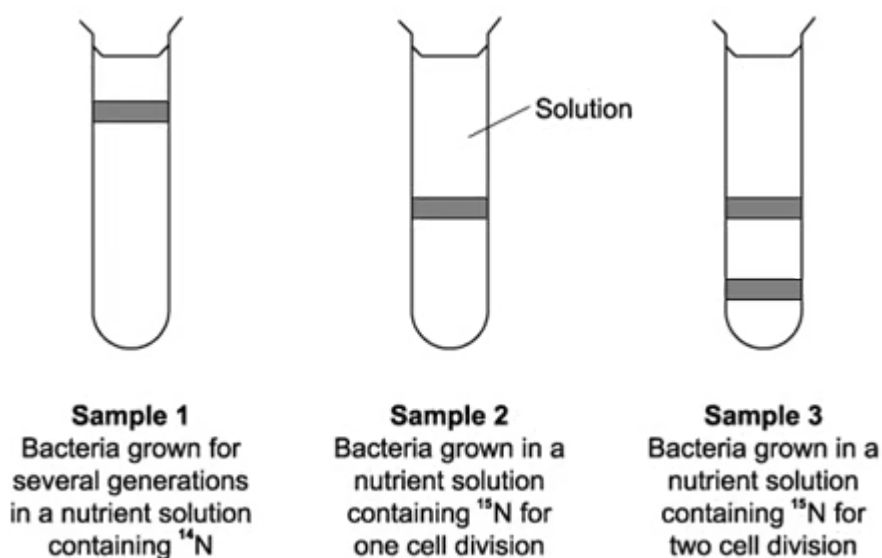 Solution
Sample 1
Bacteria grown for
several generations
in a nutrient solution
containing ¹⁴N
Sample 2
Bacteria grown in a
nutrient solution
containing ¹⁵N for
one cell division
Sample 3
Bacteria grown in a
nutrient solution
containing ¹⁵N for
two cell division